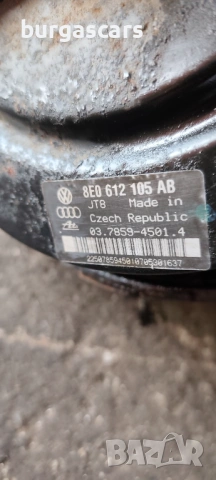 burgascars
8E0 612 105 AB
JT8 Made in
Czech Republic
03.7859-4501.4
BAZAR